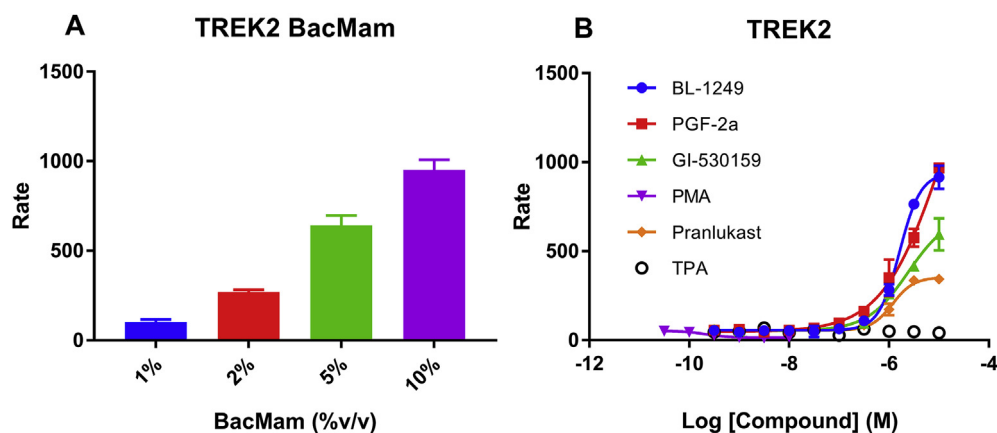 A
TREK2 BacMam
Rate
1500
1000
500
0
1%
2%
5%
10%
BacMam (%v/v)
B
TREK2
Rate
1500
1000
500
0
BL-1249
PGF-2a
GI-530159
PMA
Pranlukast
TPA
-12
-10
-8
-6
-4
Log [Compound] (M)